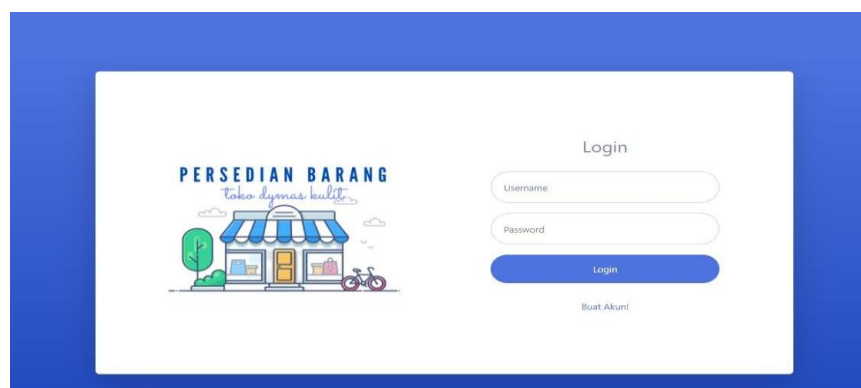 PERSEDIAN BARANG
toko dymas kulit
Login
Username
Password
Login
Buat Akun!